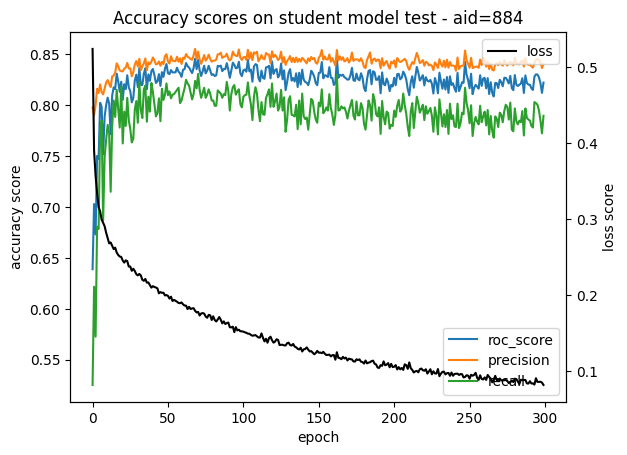 Accuracy scores on student model test - aid=884
accuracy score
0.85
0.80
0.75
0.70
0.65
0.60
0.55
loss
0.5
0.4
0.3
0.2
0.1
loss score
roc_score
precision
recall
0
50
100
150
200
250
300
epoch